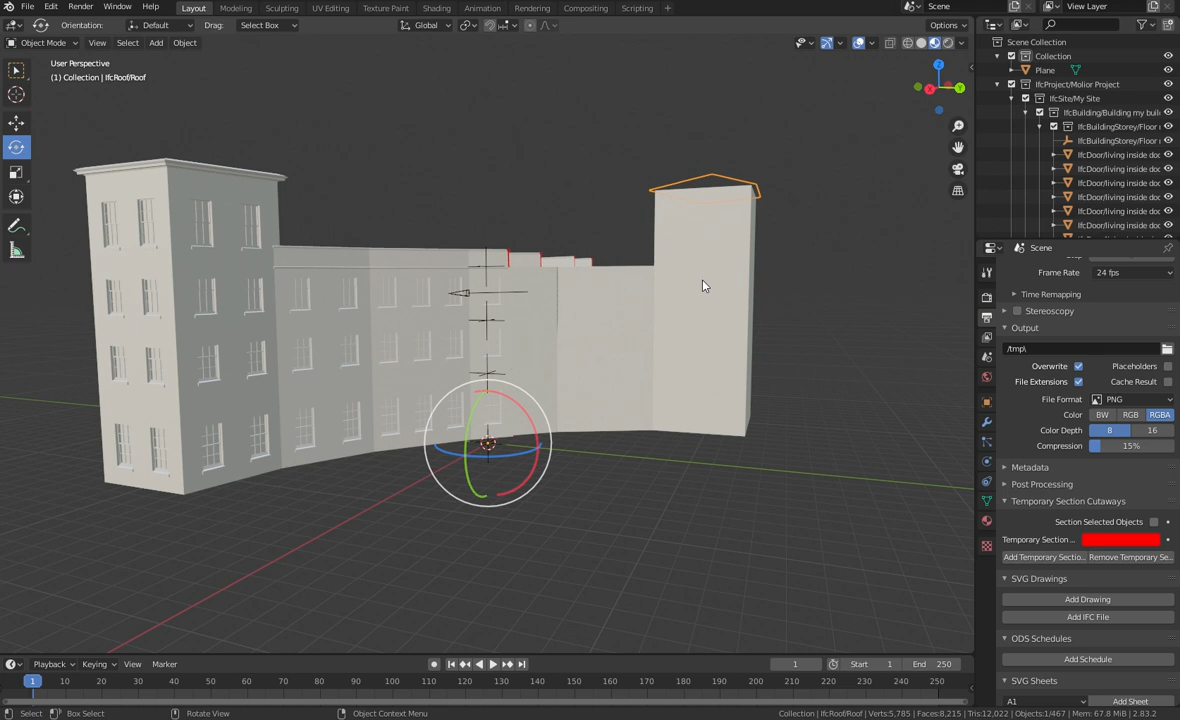 File Edit Render Window Help Layout Modeling Sculpting UV Editing Texture Paint Shading Animation Rendering Compositing Scripting + Scene View Layer
Orientation: Default Drag: Select Box Global Options
Object Mode View Select Add Object
User Perspective
(1) Collection | IfcRoof/Roof
X
Y
Z
Scene Collection
Collection
Plane
IfcProject/Molior Project
IfcSite/My Site
IfcBuilding/Building my buil
IfcBuildingStorey/Floor
IfcBuildingStorey/Floor
IfcDoor/living inside doo
IfcDoor/living inside doo
IfcDoor/living inside doo
IfcDoor/living inside doo
IfcDoor/living inside doo
Scene
Frame Rate 24 fps
Time Remapping
Stereoscopy
Output
/tmp\
Overwrite Placeholders
File Extensions Cache Result
File Format PNG
Color BW RGB RGBA
Color Depth 8 16
Compression 15%
Metadata
Post Processing
Temporary Section Cutaways
Section Selected Objects
Temporary Section ...
Add Temporary Sectio... Remove Temporary Se...
SVG Drawings
Add Drawing
Add IFC File
ODS Schedules
Add Schedule
SVG Sheets
A1 Add Sheet
Playback Keying View Marker 1 Start 1 End 250
1 10 20 30 40 50 60 70 80 90 100 110 120 130 140 150 160 170 180 190 200 210 220 230 240 250
Select Box Select Rotate View Object Context Menu Collection | IfcRoof/Roof | Verts:5,785 | Faces:8,215 | Tris:12,022 | Objects:1/467 | Mem: 67.8 MiB | 2.83.2